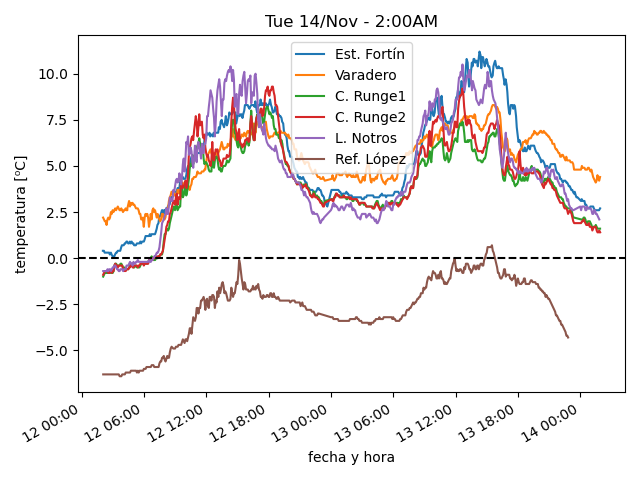 Tue 14/Nov - 2:00AM
temperatura [ºC]
10.0
7.5
5.0
2.5
0.0
−2.5
−5.0
Est. Fortín
Varadero
C. Runge1
C. Runge2
L. Notros
Ref. López
12 00:00
12 06:00
12 12:00
12 18:00
13 00:00
13 06:00
13 12:00
13 18:00
14 00:00
fecha y hora